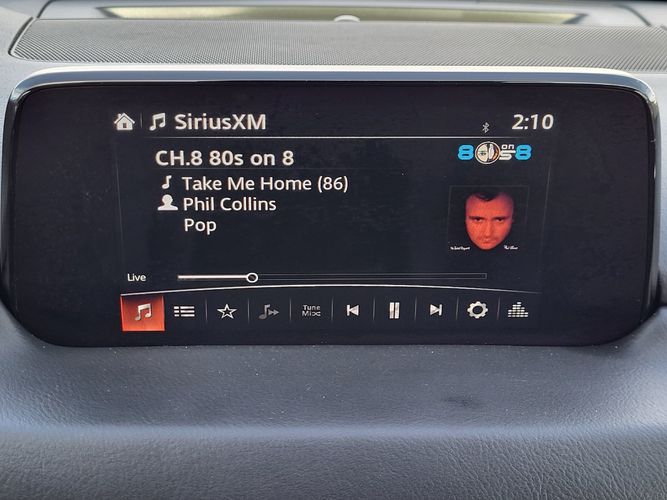 SiriusXM
2:10
CH.8 80s on 8
80s on 8
Take Me Home (86)
Phil Collins
Pop
Live
Tune
Mix